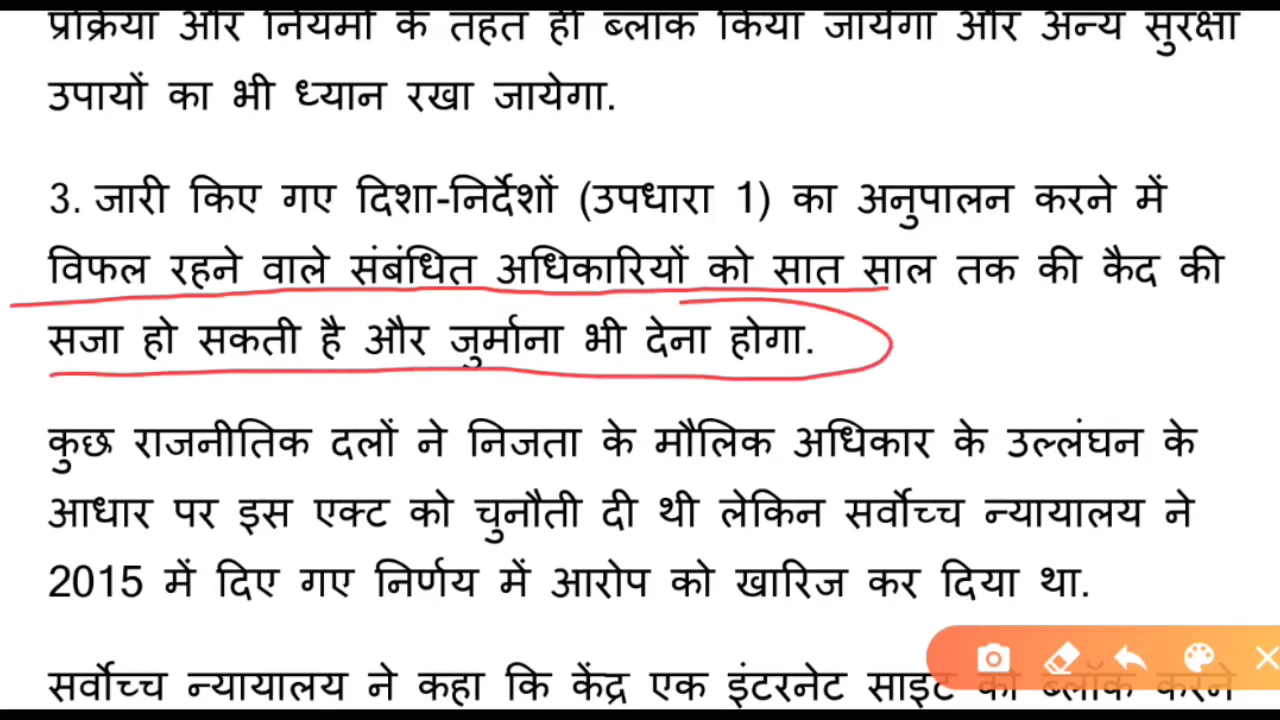 प्रक्रिया और नियमों के तहत ही ब्लॉक किया जायेगा और अन्य सुरक्षा
उपायों का भी ध्यान रखा जायेगा.
3. जारी किए गए दिशा-निर्देशों (उपधारा 1) का अनुपालन करने में
विफल रहने वाले संबंधित अधिकारियों को सात साल तक की कैद की
सजा हो सकती है और जुर्माना भी देना होगा.
कुछ राजनीतिक दलों ने निजता के मौलिक अधिकार के उल्लंघन के
आधार पर इस एक्ट को चुनौती दी थी लेकिन सर्वोच्च न्यायालय ने
2015 में दिए गए निर्णय में आरोप को खारिज कर दिया था.
सर्वोच्च न्यायालय ने कहा कि केंद्र एक इंटरनेट साइट को ब्लॉक करने